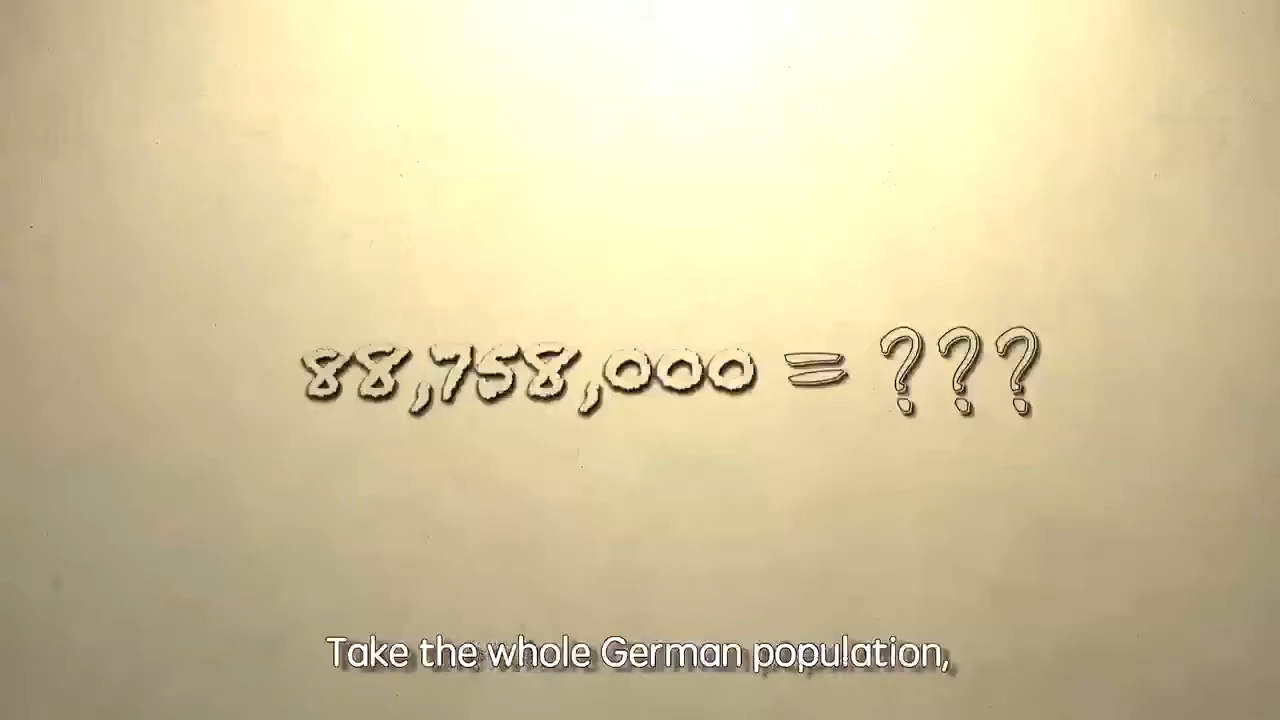 88,758,000 = ???
Take the whole German population,